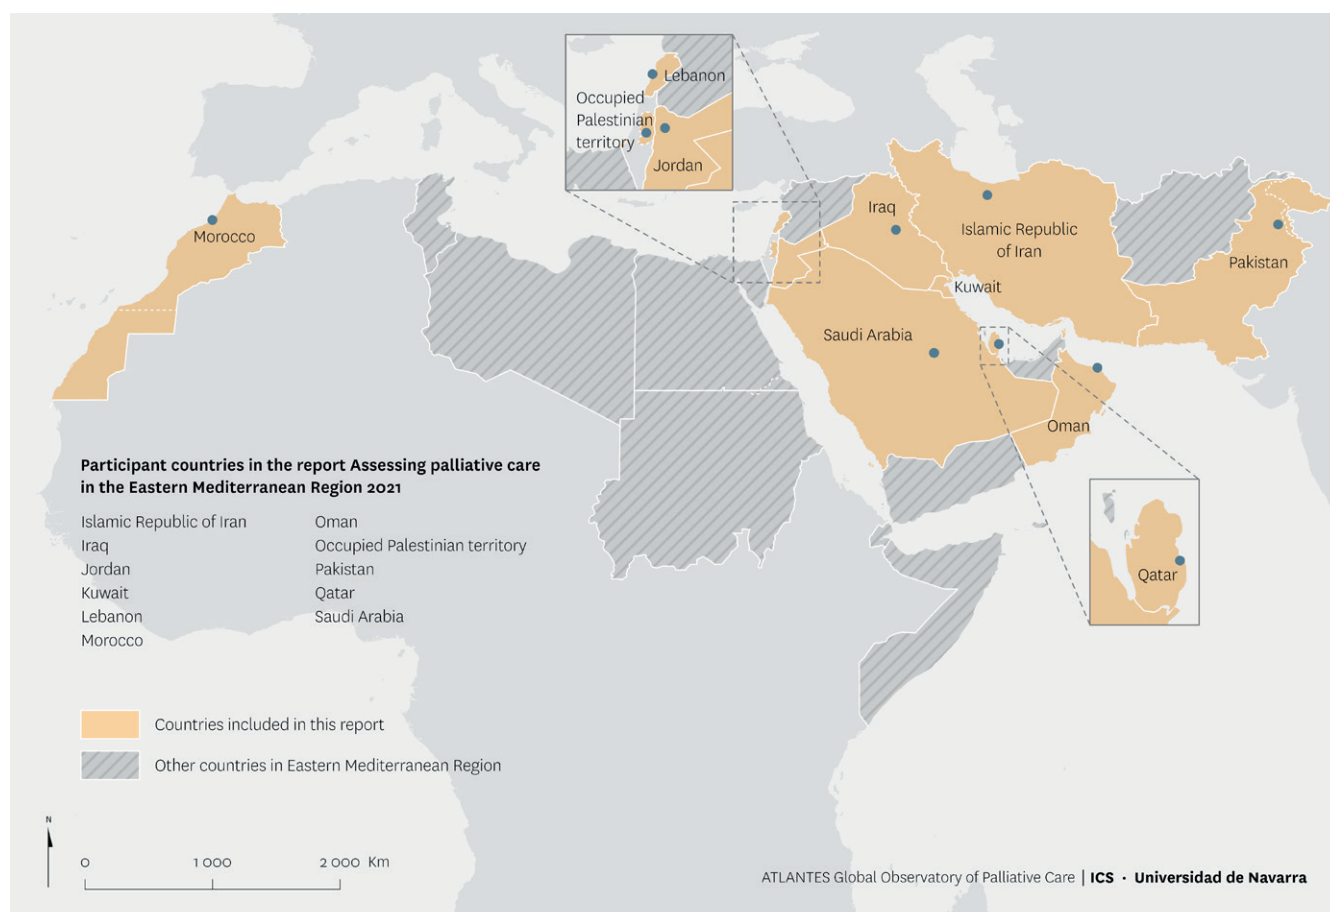 Lebanon
Occupied
Palestinian
territory
Jordan
Morocco
Iraq
Islamic Republic
of Iran
Pakistan
Kuwait
Saudi Arabia
Oman
Qatar
Participant countries in the report Assessing palliative care
in the Eastern Mediterranean Region 2021
Islamic Republic of Iran
Iraq
Jordan
Kuwait
Lebanon
Morocco
Oman
Occupied Palestinian territory
Pakistan
Qatar
Saudi Arabia
Countries included in this report
Other countries in Eastern Mediterranean Region
N
0 1 000 2 000 Km
ATLANTES Global Observatory of Palliative Care | ICS · Universidad de Navarra